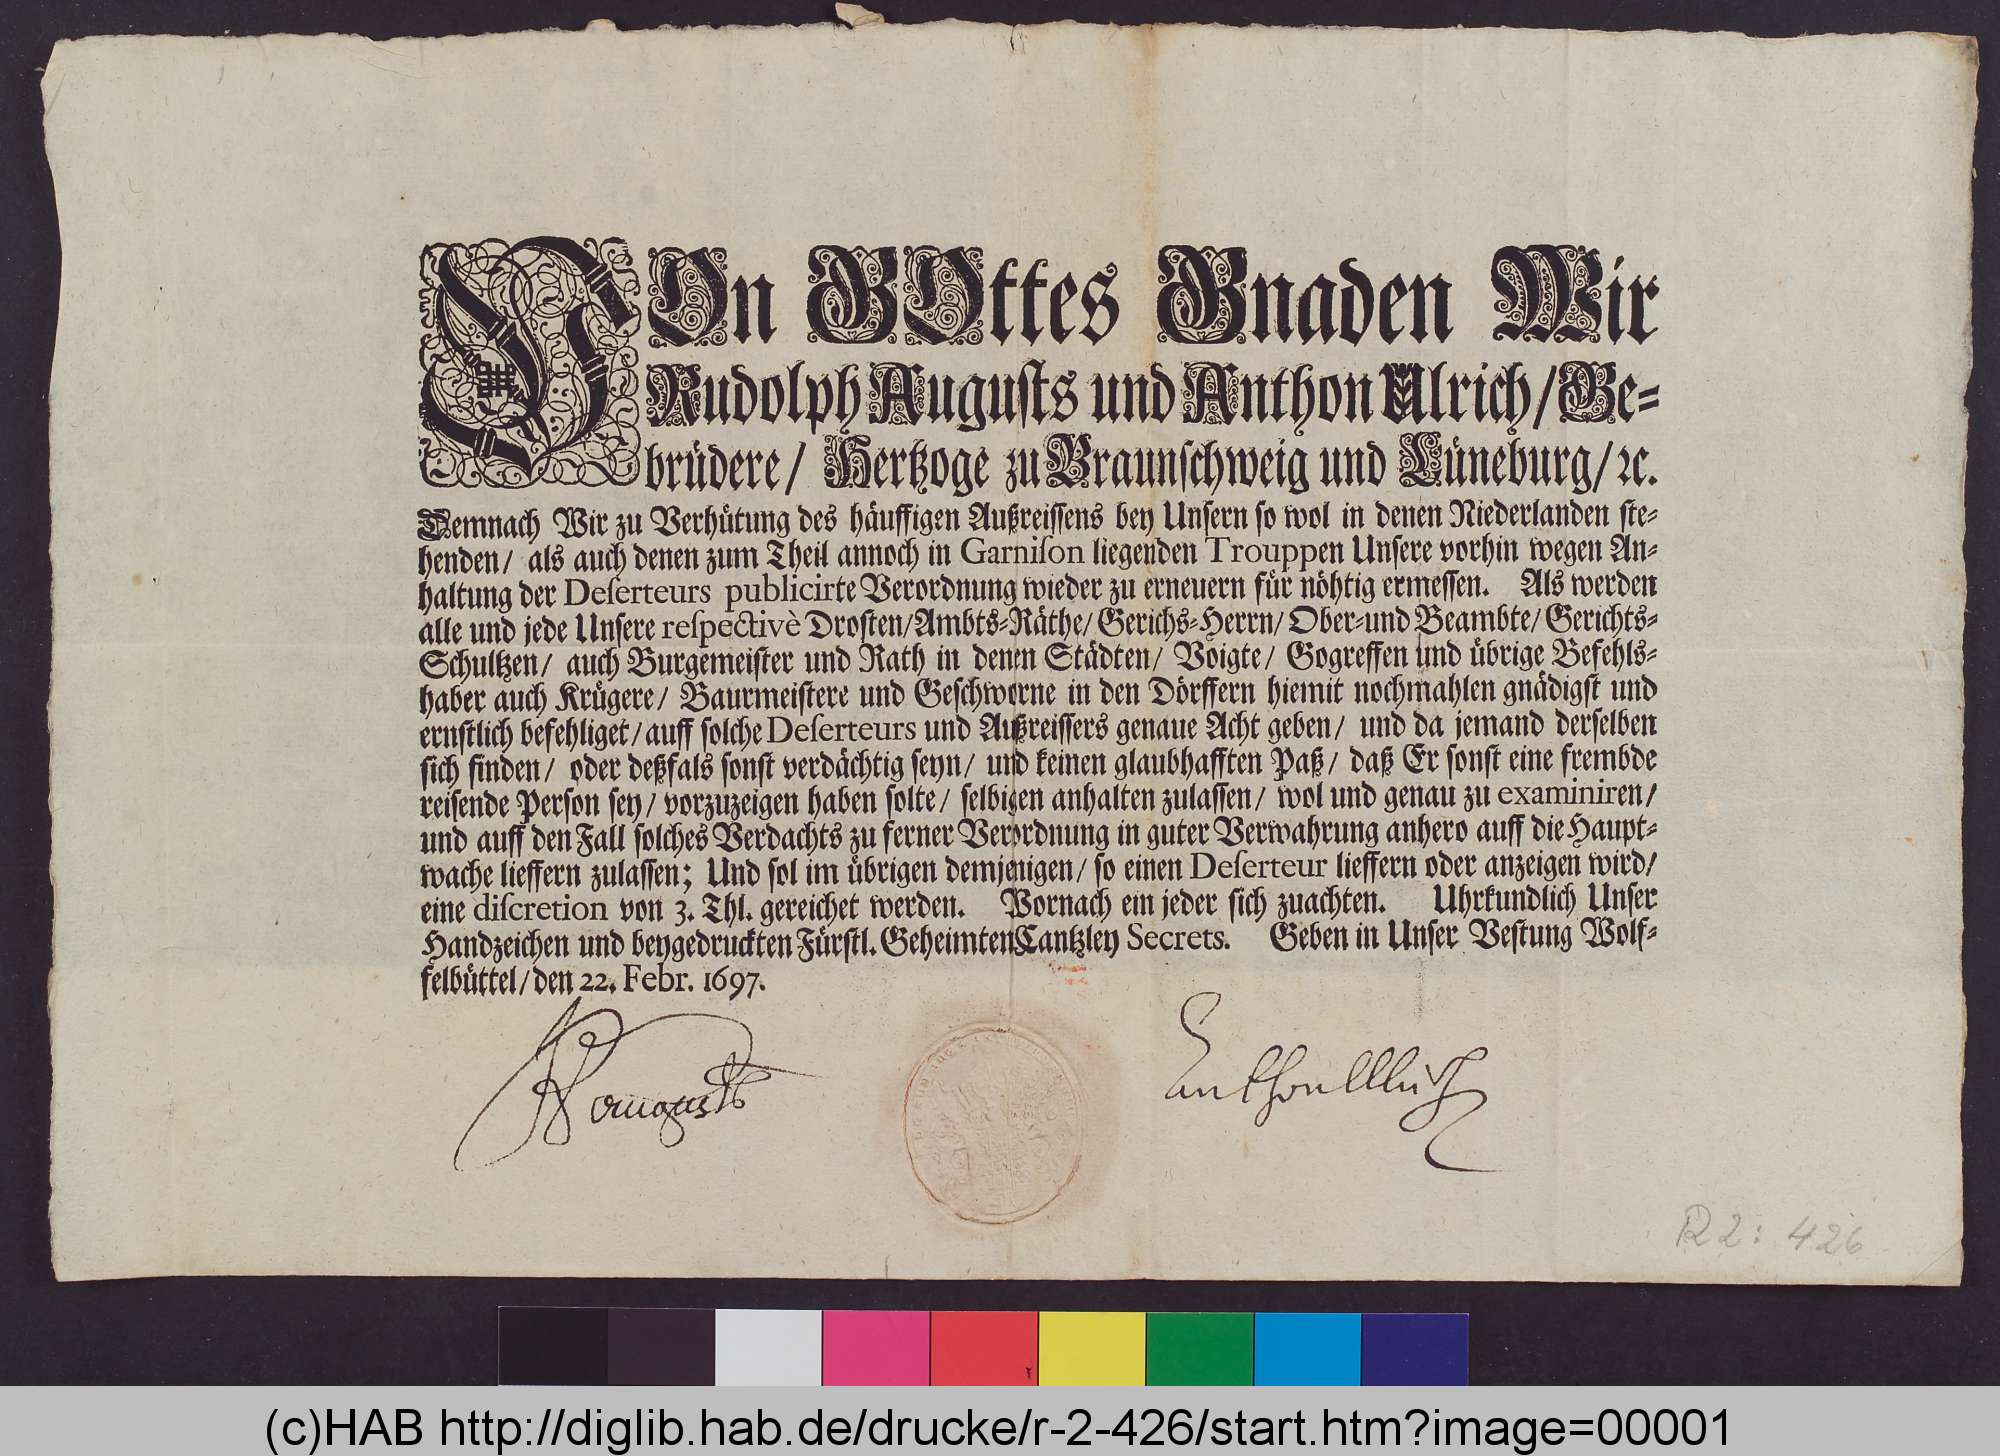 VOn GOttes Gnaden Wir
Rudolph Augusts und Anthon Ulrich/ Ge-
brüdere/ Hertzoge zu Braunschweig und Lüneburg/ ꝛc.
Demnach Wir zu Verhütung des häuffigen Außreissens bey Unsern so wol in denen Niederlanden ste-
henden/ als auch denen zum Theil annoch in Garnison liegenden Trouppen Unsere vorhin wegen An-
haltung der Deserteurs publicirte Verordnung wieder zu erneuern für nöhtig ermessen. Als werden
alle und jede Unsere respectivè Drosten/ Ambts-Räthe/ Gerichs-Herrn/ Ober-und Beambte/ Gerichts-
Schultzen/ auch Burgemeister und Rath in denen Städten/ Voigte/ Gogreffen und übrige Befehls-
haber auch Krügere/ Baurmeistere und Geschworne in den Dörffern hiemit nochmahlen gnädigst und
ernstlich befehliget/ auff solche Deserteurs und Außreissers genaue Acht geben/ und da jemand derselben
sich finden/ oder deßfals sonst verdächtig seyn/ und keinen glaubhafften Paß/ daß Er sonst eine frembde
reisende Person sey/ vorzuzeigen haben solte/ selbigen anhalten zulassen/ wol und genau zu examiniren/
und auff den Fall solches Verdachts zu ferner Verordnung in guter Verwahrung anhero auff die Haupt-
wache lieffern zulassen; Und sol im übrigen demjenigen/ so einen Deserteur lieffern oder anzeigen wird/
eine discretion von 3. Thl. gereichet werden. Wornach ein jeder sich zuachten. Uhrkundlich Unser
Handzeichen und beygedruckten Fürstl. Geheimten Cantzley Secrets. Geben in Unser Vestung Wolf-
felbüttel/ den 22. Febr. 1697.
R augusts
Anthon Ulrich
R 2: 426
(c)HAB http://diglib.hab.de/drucke/r-2-426/start.htm?image=00001